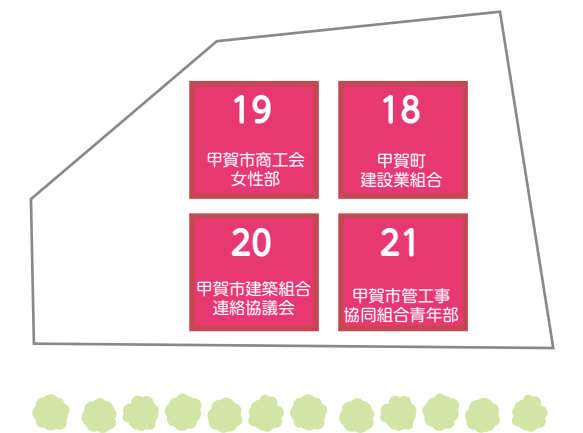 19
甲賀市商工会
女性部
18
甲賀町
建設業組合
20
甲賀市建築組合
連絡協議会
21
甲賀市管工事
協同組合青年部